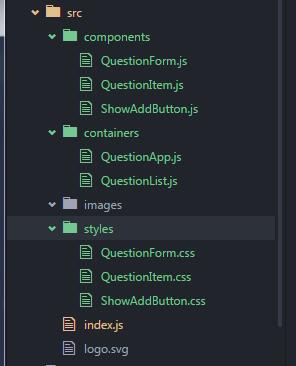 src
components
QuestionForm.js
QuestionItem.js
ShowAddButton.js
containers
QuestionApp.js
QuestionList.js
images
styles
QuestionForm.css
QuestionItem.css
ShowAddButton.css
index.js
logo.svg